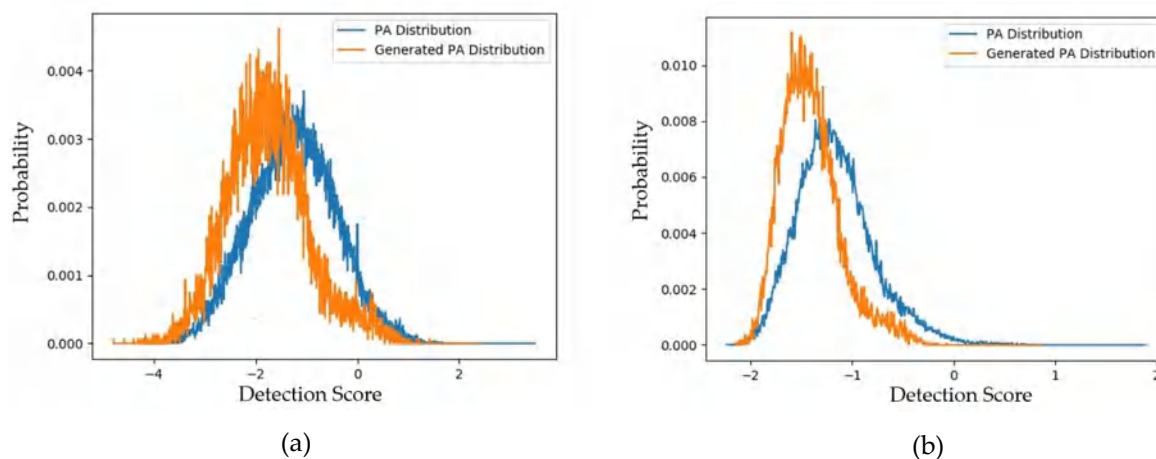 PA Distribution
Generated PA Distribution
0.004
0.003
0.002
0.001
0.000
Probability
−4
−2
0
2
Detection Score
(a)
PA Distribution
Generated PA Distribution
0.010
0.008
0.006
0.004
0.002
0.000
Probability
−2
−1
0
1
2
Detection Score
(b)